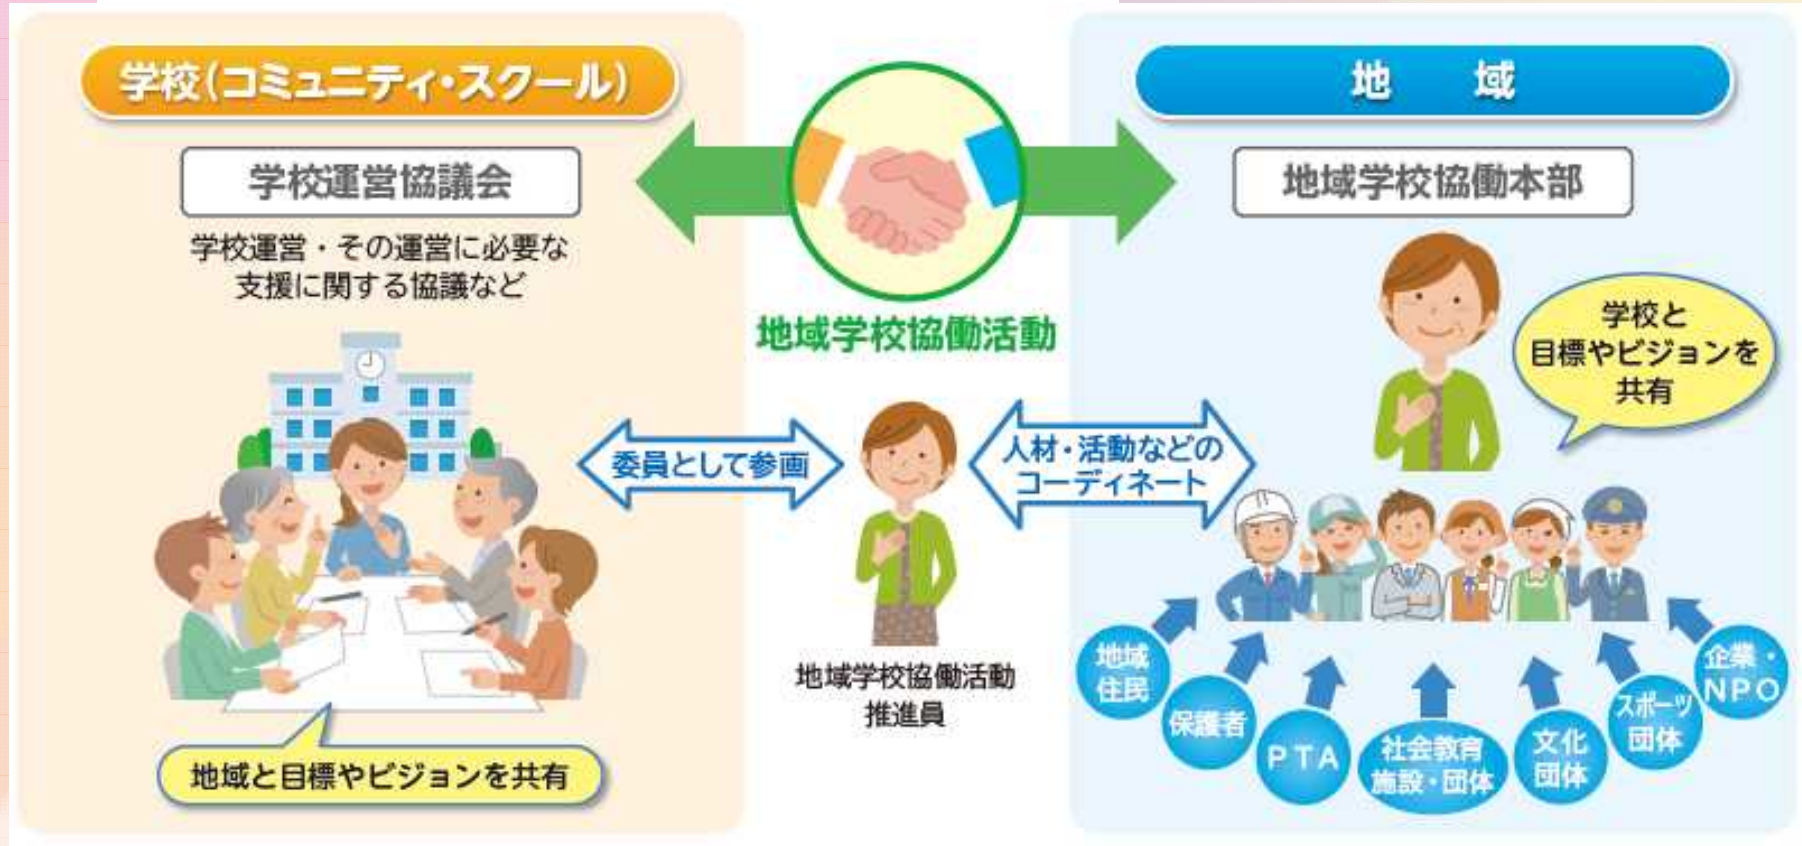 学校(コミュニティ・スクール)
学校運営協議会
学校運営・その運営に必要な
支援に関する協議など
地域と目標やビジョンを共有
地域学校協働活動
委員として参画
人材・活動などの
コーディネート
地域学校協働活動
推進員
地　域
地域学校協働本部
学校と
目標やビジョンを
共有
地域
住民
保護者
PTA
社会教育
施設・団体
文化
団体
スポーツ
団体
企業・
NPO